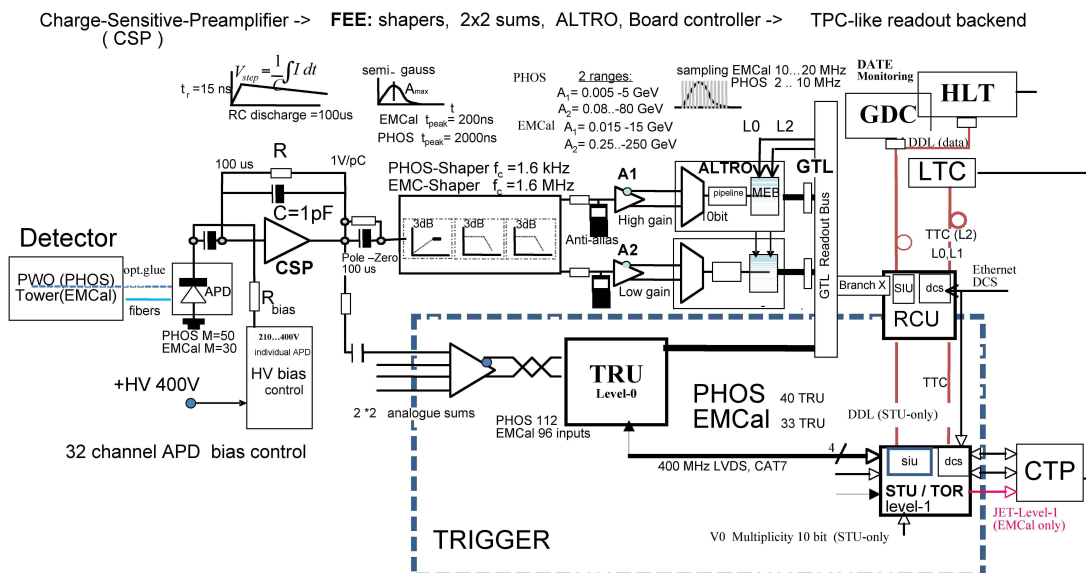 Charge-Sensitive-Preamplifier ->
( CSP )
FEE: shapers, 2x2 sums, ALTRO, Board controller ->
TPC-like readout backend
V_step = 1/C ∫ I dt
t_r =15 ns
RC discharge =100us
semi- gauss
A_max
t
EMCal t_peak= 200ns
PHOS t_peak= 2000ns
PHOS
2 ranges:
A_1= 0.005 -5 GeV
A_2= 0.08..-80 GeV
EMCal
A_1= 0.015 -15 GeV
A_2= 0.25..-250 GeV
sampling EMCal 10...20 MHz
PHOS 2 .. 10 MHz
DATE
Monitoring
HLT
GDC
DDL (data)
LTC
L0 L2
GTL
ALTRO
R
100 us
1V/pC
C=1pF
CSP
Pole –Zero
100 us
PHOS-Shaper f_c = 1.6 kHz
EMC-Shaper f_c = 1.6 MHz
3dB
3dB
3dB
A1
High gain
Anti-alias
A2
Low gain
pipeline
MEB
10bit
GTL Readout Bus
TTC (L2)
L0,L1
Ethernet
DCS
Branch X
SIU
dcs
RCU
Detector
PWO (PHOS)
Tower(EMCal)
opt.glue
fibers
APD
PHOS M=50
EMCal M=30
R bias
210…400V
individual APD
HV bias
control
+HV 400V
32 channel APD bias control
2 *2 analogue sums
TRU
Level-0
PHOS 112
EMCal 96 inputs
PHOS 40 TRU
EMCal 33 TRU
TTC
DDL (STU-only)
4
400 MHz LVDS, CAT7
siu
dcs
STU / TOR
level-1
CTP
JET-Level-1
(EMCal only)
V0 Multiplicity 10 bit (STU-only
TRIGGER